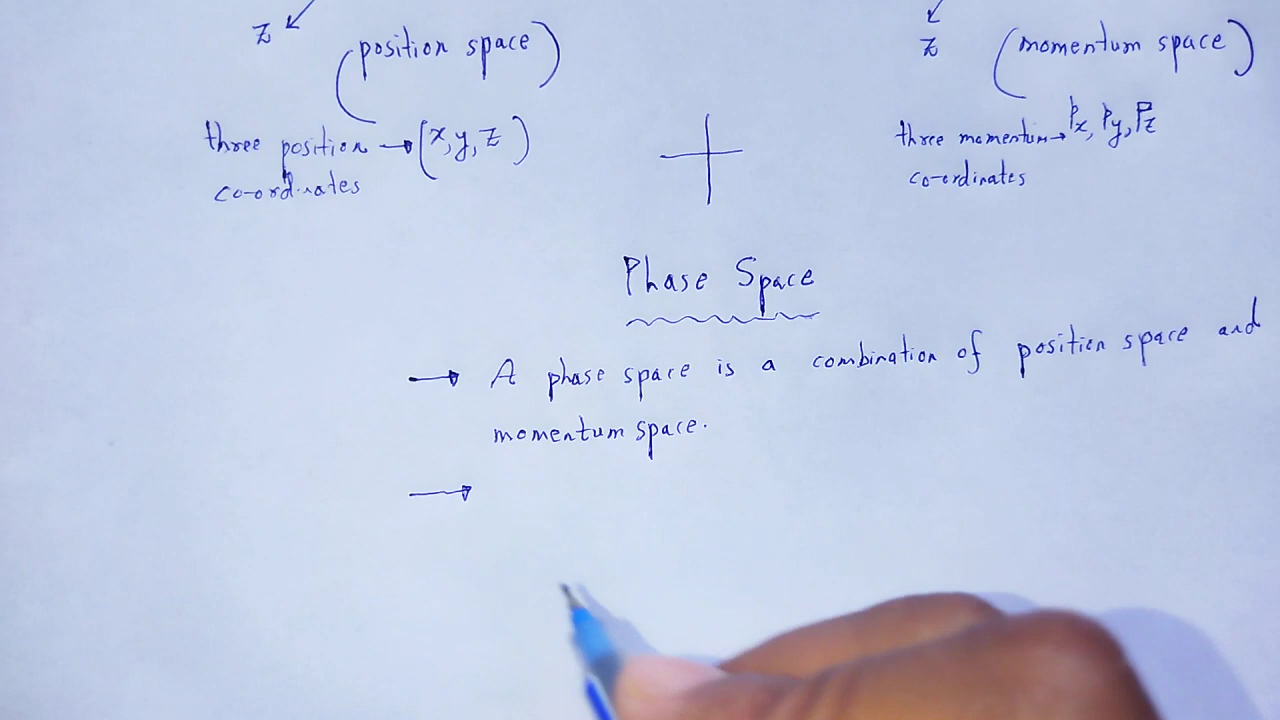 z
(position space)
three position → (x, y, z)
co-ordinates
z
(momentum space)
three momentum → Px, Py, Pz
co-ordinates
Phase Space
→ A phase space is a combination of position space and
momentum space.
→